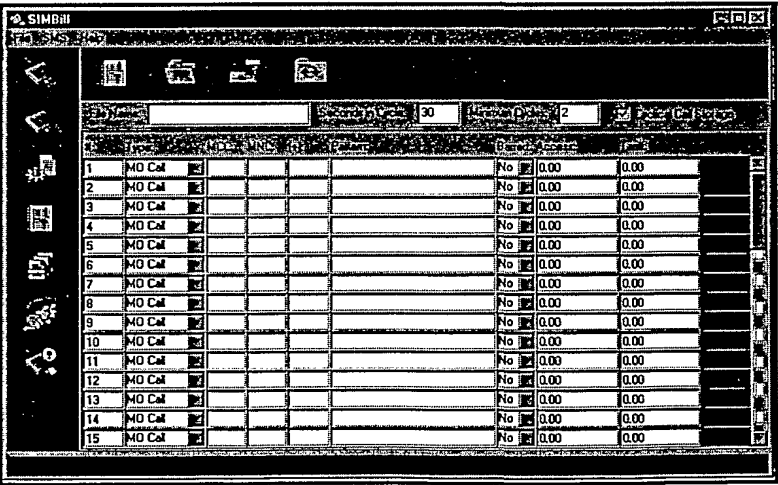 SIMBill
File SMS Help
30 2
MCC MNC Pattern
1 MO Call No 0.00 0.00
2 MO Call No 0.00 0.00
3 MO Call No 0.00 0.00
4 MO Call No 0.00 0.00
5 MO Call No 0.00 0.00
6 MO Call No 0.00 0.00
7 MO Call No 0.00 0.00
8 MO Call No 0.00 0.00
9 MO Call No 0.00 0.00
10 MO Call No 0.00 0.00
11 MO Call No 0.00 0.00
12 MO Call No 0.00 0.00
13 MO Call No 0.00 0.00
14 MO Call No 0.00 0.00
15 MO Call No 0.00 0.00